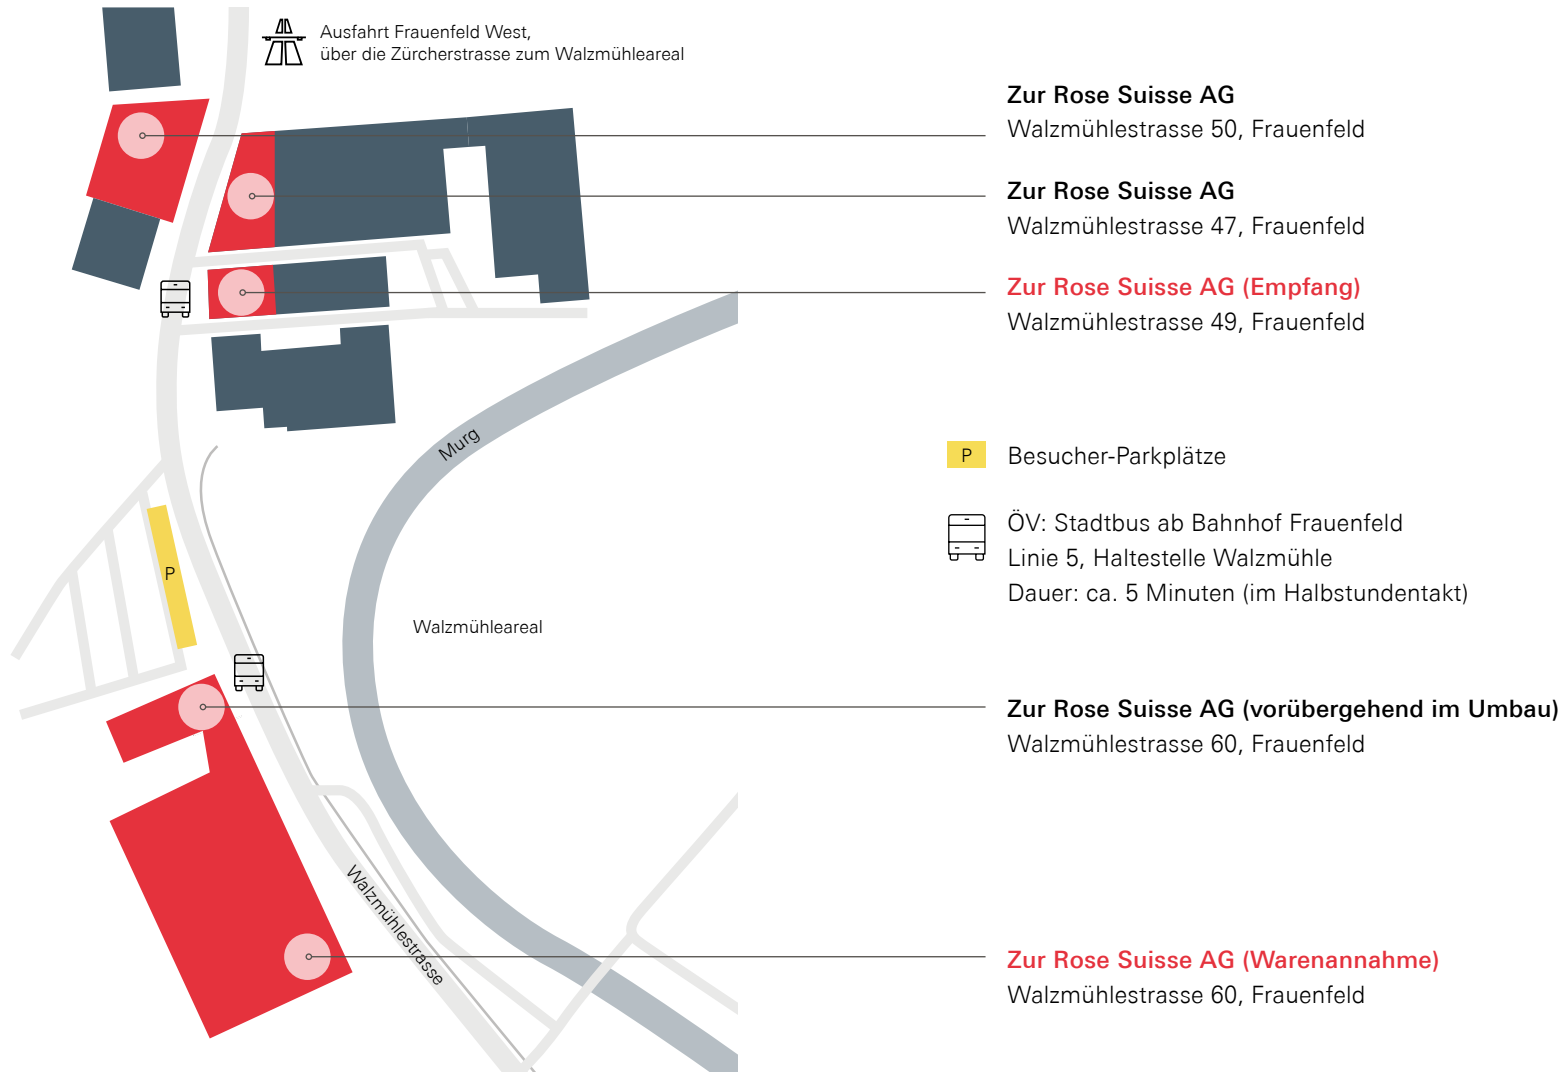 Ausfahrt Frauenfeld West,
über die Zürcherstrasse zum Walzmühleareal
Zur Rose Suisse AG
Walzmühlestrasse 50, Frauenfeld
Zur Rose Suisse AG
Walzmühlestrasse 47, Frauenfeld
Zur Rose Suisse AG (Empfang)
Walzmühlestrasse 49, Frauenfeld
Murg
P
Besucher-Parkplätze
ÖV: Stadtbus ab Bahnhof Frauenfeld
Linie 5, Haltestelle Walzmühle
Dauer: ca. 5 Minuten (im Halbstundentakt)
P
Walzmühleareal
Zur Rose Suisse AG (vorübergehend im Umbau)
Walzmühlestrasse 60, Frauenfeld
Walzmühlestrasse
Zur Rose Suisse AG (Warenannahme)
Walzmühlestrasse 60, Frauenfeld